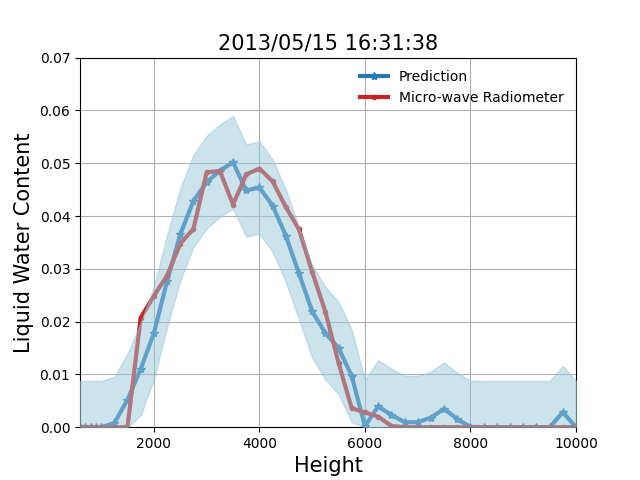 2013/05/15 16:31:38
Prediction
Micro-wave Radiometer
Liquid Water Content
0.07
0.06
0.05
0.04
0.03
0.02
0.01
0.00
2000 4000 6000 8000 10000
Height